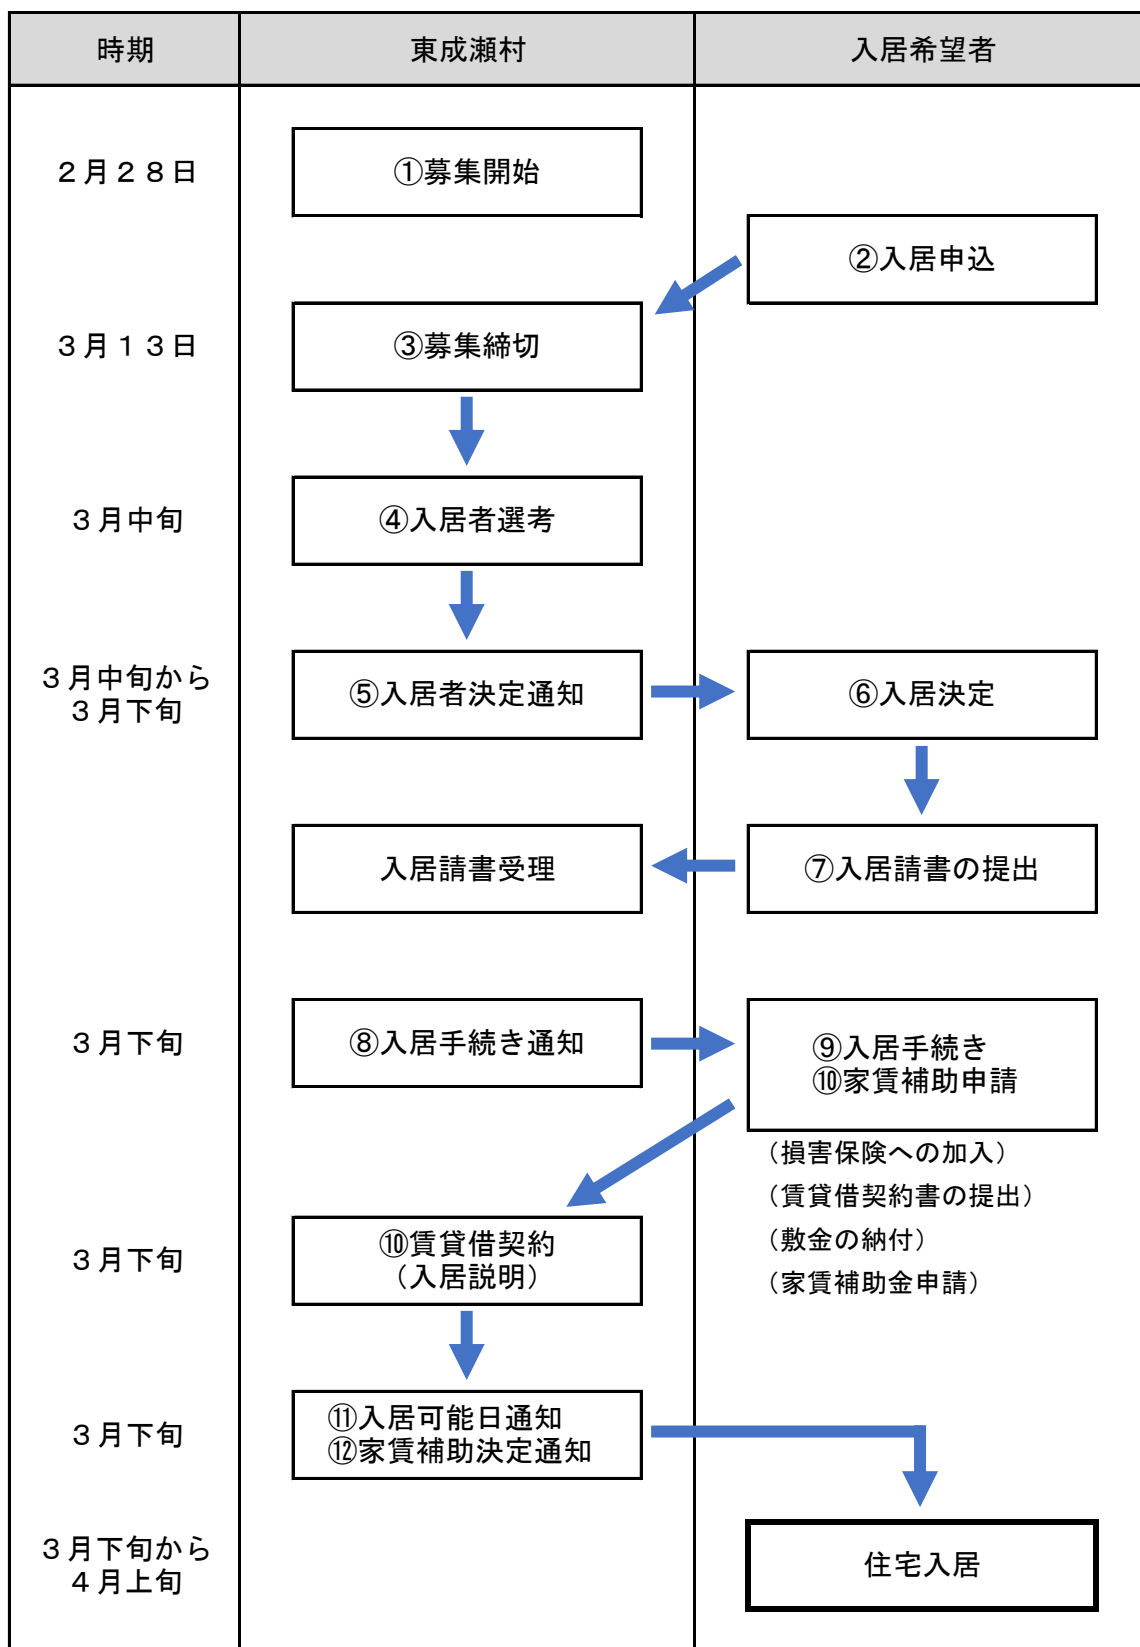 時期
東成瀬村
入居希望者
２月２８日
①募集開始
②入居申込
３月１３日
③募集締切
３月中旬
④入居者選考
３月中旬から
３月下旬
⑤入居者決定通知
⑥入居決定
入居請書受理
⑦入居請書の提出
３月下旬
⑧入居手続き通知
⑨入居手続き
⑩家賃補助申請
（損害保険への加入）
（賃貸借契約書の提出）
（敷金の納付）
（家賃補助金申請）
３月下旬
⑩賃貸借契約
（入居説明）
３月下旬
⑪入居可能日通知
⑫家賃補助決定通知
３月下旬から
４月上旬
住宅入居